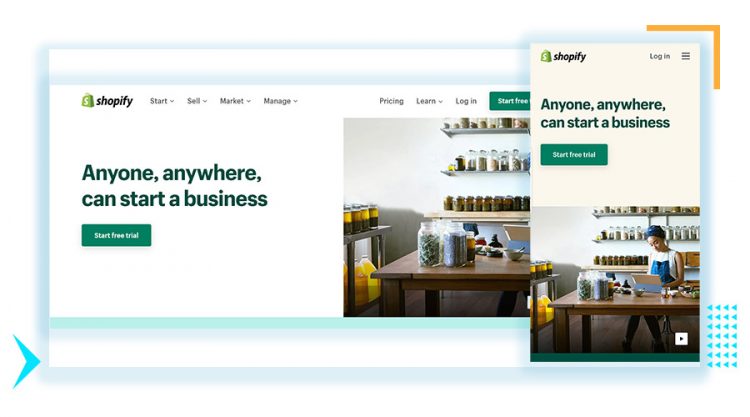 shopify
Start
Sell
Market
Manage
Pricing
Learn
Log in
Start free
Anyone, anywhere,
can start a business
Start free trial
shopify
Log in
Anyone, anywhere,
can start a business
Start free trial